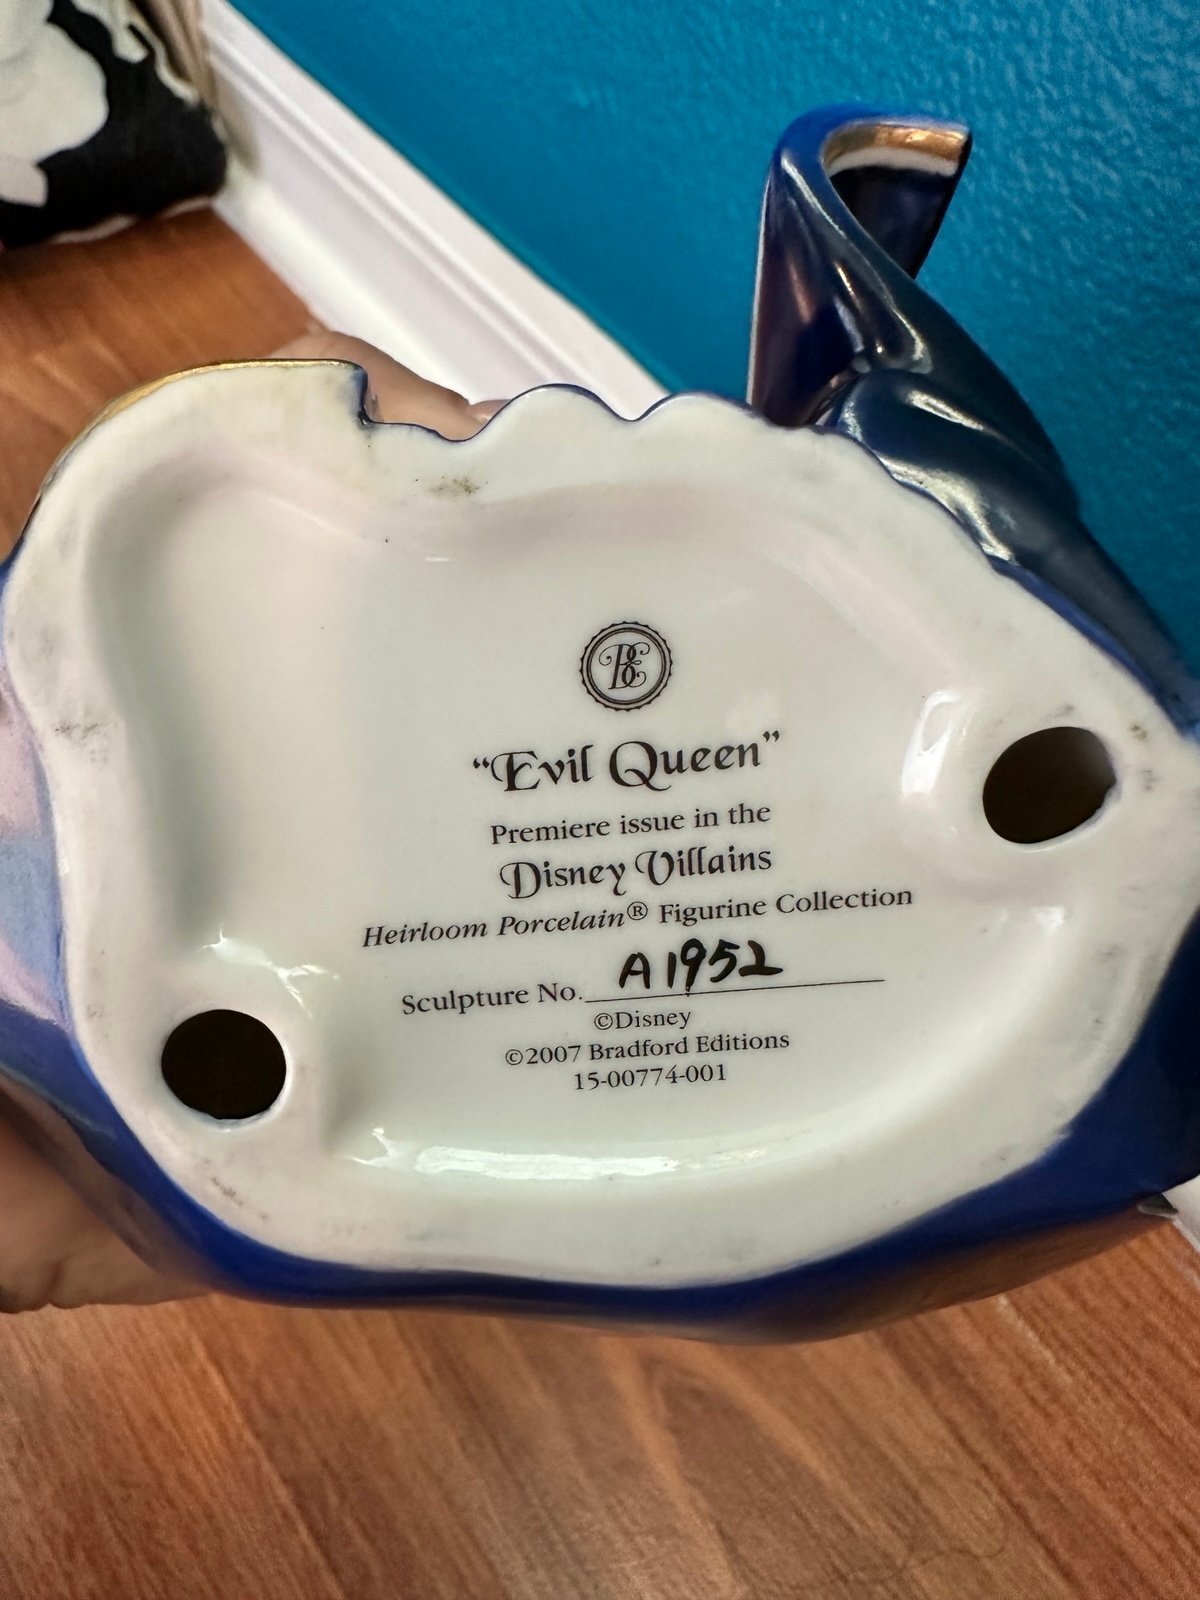 BE
“Evil Queen”
Premiere issue in the
Disney Villains
Heirloom Porcelain® Figurine Collection
Sculpture No. A1952
©Disney
©2007 Bradford Editions
15-00774-001